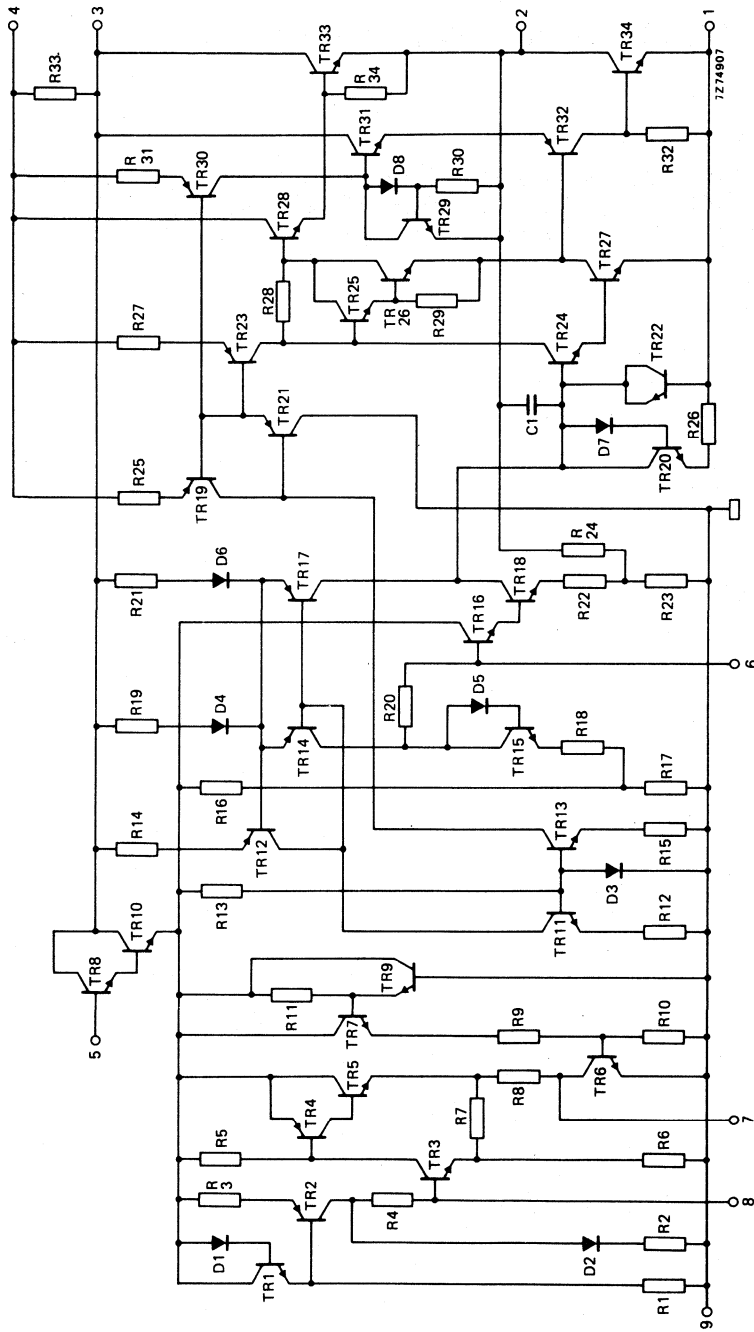 4
3
2
1
R33
TR33
R
34
TR34
7Z74907
R
31
TR30
TR31
D8
R30
TR29
TR32
R32
TR28
R28
TR25
TR
26
R29
TR27
R27
TR23
TR24
TR22
TR21
C1
D7
R26
TR20
R25
TR19
R
24
R21
D6
TR17
TR18
R22
R23
TR16
6
R19
D4
R20
D5
TR14
TR15
R18
R16
R17
R14
TR12
TR13
R15
R13
D3
TR11
R12
TR10
TR8
5
TR9
R11
TR7
R9
R10
TR5
TR4
R8
TR6
7
R7
R5
TR3
R6
R
3
TR2
R4
8
D1
TR1
D2
R2
R1
9